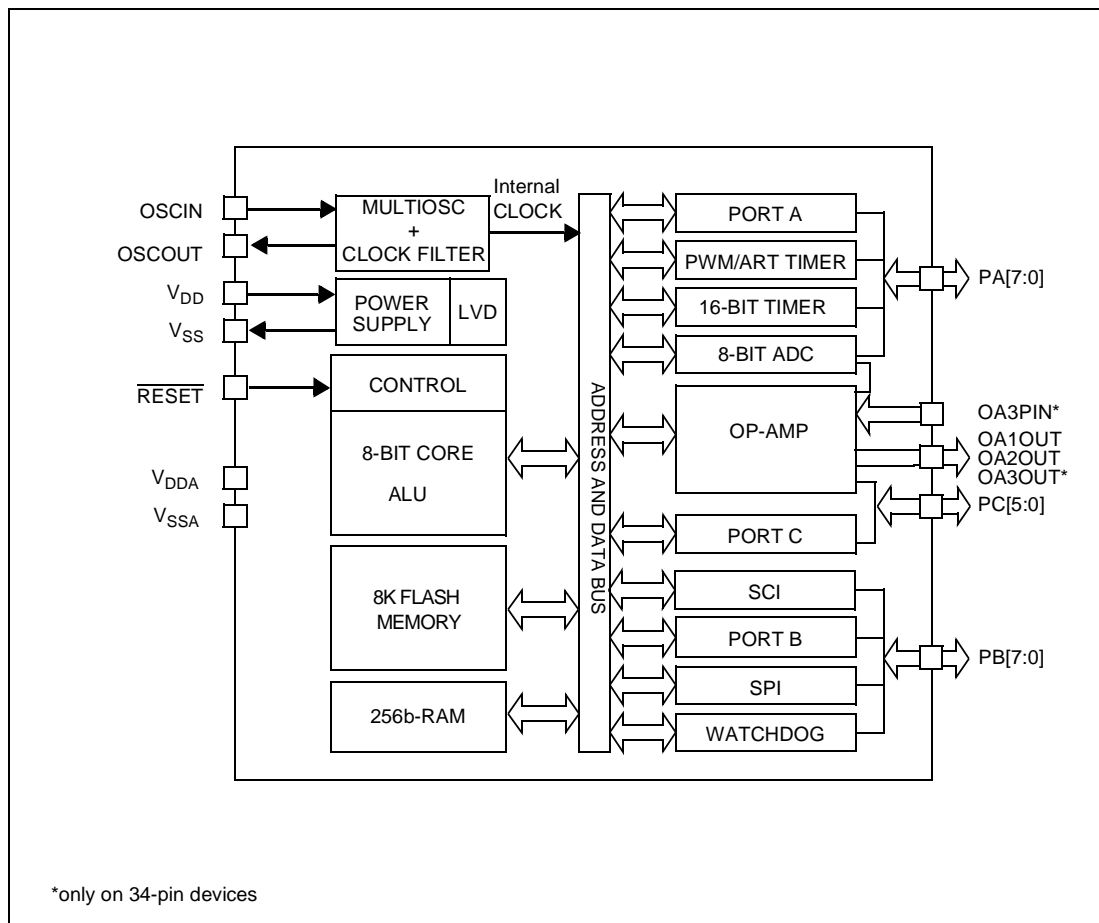 OSCIN
OSCOUT
VDD
VSS
RESET
VDDA
VSSA
MULTIOSC
+
CLOCK FILTER
Internal
CLOCK
POWER
SUPPLY
LVD
CONTROL
8-BIT CORE
ALU
8K FLASH
MEMORY
256b-RAM
ADDRESS AND DATA BUS
PORT A
PWM/ART TIMER
16-BIT TIMER
8-BIT ADC
OP-AMP
PORT C
SCI
PORT B
SPI
WATCHDOG
PA[7:0]
OA3PIN*
OA1OUT
OA2OUT
OA3OUT*
PC[5:0]
PB[7:0]
*only on 34-pin devices